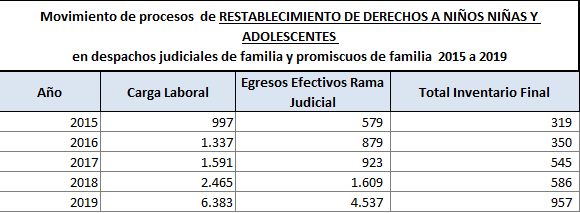 Movimiento de procesos de RESTABLECIMIENTO DE DERECHOS A NIÑOS NIÑAS Y
ADOLESCENTES
en despachos judiciales de familia y promiscuos de familia 2015 a 2019
Año Carga Laboral Egresos Efectivos Rama Judicial Total Inventario Final
2015 997 579 319
2016 1.337 879 350
2017 1.591 923 545
2018 2.465 1.609 586
2019 6.383 4.537 957